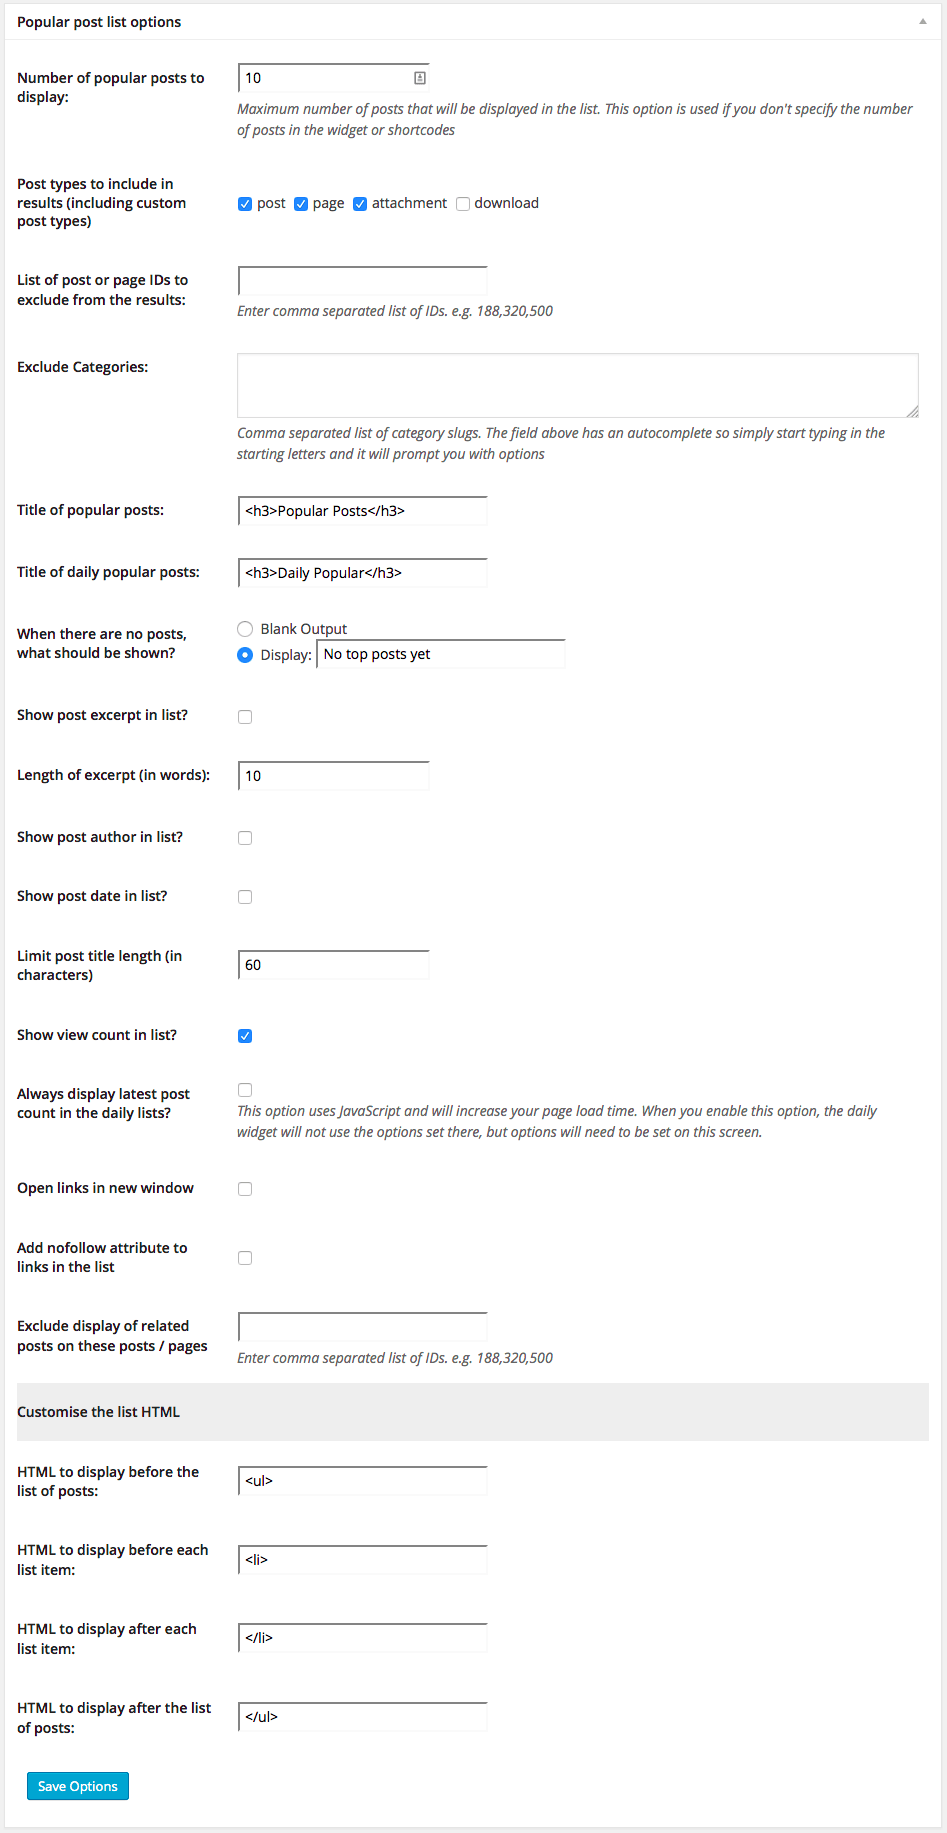 Popular post list options
Number of popular posts to
display:
10
Maximum number of posts that will be displayed in the list. This option is used if you don't specify the number
of posts in the widget or shortcodes
Post types to include in
results (including custom
post types)
post page attachment download
List of post or page IDs to
exclude from the results:
Enter comma separated list of IDs. e.g. 188,320,500
Exclude Categories:
Comma separated list of category slugs. The field above has an autocomplete so simply start typing in the
starting letters and it will prompt you with options
Title of popular posts:
<h3>Popular Posts</h3>
Title of daily popular posts:
<h3>Daily Popular</h3>
When there are no posts,
what should be shown?
Blank Output
Display: No top posts yet
Show post excerpt in list?
Length of excerpt (in words):
10
Show post author in list?
Show post date in list?
Limit post title length (in
characters)
60
Show view count in list?
Always display latest post
count in the daily lists?
This option uses JavaScript and will increase your page load time. When you enable this option, the daily
widget will not use the options set there, but options will need to be set on this screen.
Open links in new window
Add nofollow attribute to
links in the list
Exclude display of related
posts on these posts / pages
Enter comma separated list of IDs. e.g. 188,320,500
Customise the list HTML
HTML to display before the
list of posts:
<ul>
HTML to display before each
list item:
<li>
HTML to display after each
list item:
</li>
HTML to display after the list
of posts:
</ul>
Save Options